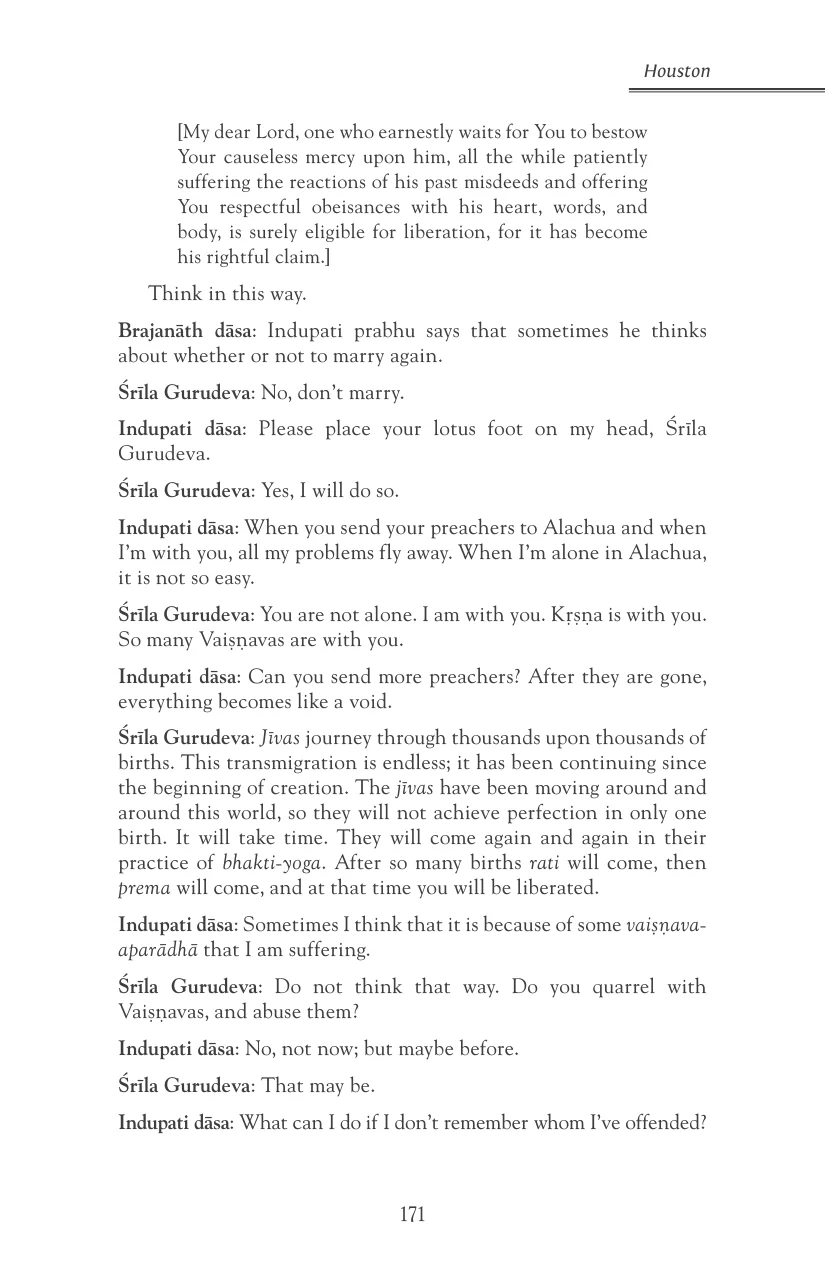 Houston
[My dear Lord, one who earnestly waits for You to bestow
Your causeless mercy upon him, all the while patiently
suffering the reactions of his past misdeeds and offering
You respectful obeisances with his heart, words, and
body, is surely eligible for liberation, for it has become
his rightful claim.]
Think in this way.
Brajanāth dāsa: Indupati prabhu says that sometimes he thinks
about whether or not to marry again.
Śrīla Gurudeva: No, don’t marry.
Indupati dāsa: Please place your lotus foot on my head, Śrīla
Gurudeva.
Śrīla Gurudeva: Yes, I will do so.
Indupati dāsa: When you send your preachers to Alachua and when
I’m with you, all my problems fly away. When I’m alone in Alachua,
it is not so easy.
Śrīla Gurudeva: You are not alone. I am with you. Kṛṣṇa is with you.
So many Vaiṣṇavas are with you.
Indupati dāsa: Can you send more preachers? After they are gone,
everything becomes like a void.
Śrīla Gurudeva: Jīvas journey through thousands upon thousands of
births. This transmigration is endless; it has been continuing since
the beginning of creation. The jīvas have been moving around and
around this world, so they will not achieve perfection in only one
birth. It will take time. They will come again and again in their
practice of bhakti-yoga. After so many births rati will come, then
prema will come, and at that time you will be liberated.
Indupati dāsa: Sometimes I think that it is because of some vaiṣṇava-
aparādhā that I am suffering.
Śrīla Gurudeva: Do not think that way. Do you quarrel with
Vaiṣṇavas, and abuse them?
Indupati dāsa: No, not now; but maybe before.
Śrīla Gurudeva: That may be.
Indupati dāsa: What can I do if I don’t remember whom I’ve offended?
171